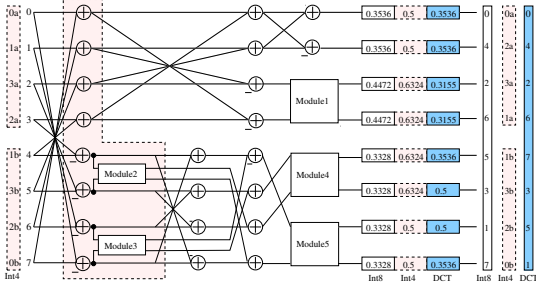 0a 0 0.3536 0.5 0.3536 0 0a 0
1a 1 0.3536 0.5 0.3536 4 2a 4
3a 2 0.4472 0.6324 0.3155 2 3a 2
Module1
2a 3 0.4472 0.6324 0.3155 6 1a 6
1b 4 0.3328 0.6324 0.3536 5 1b 7
Module2 Module4
3b 5 0.3328 0.6324 0.5 3 3b 3
2b 6 0.3328 0.5 0.5 1 2b 5
Module3 Module5
0b 7 0.3328 0.5 0.3536 7 0b 1
Int4 Int8 Int4 DCT Int8 Int4 DCT